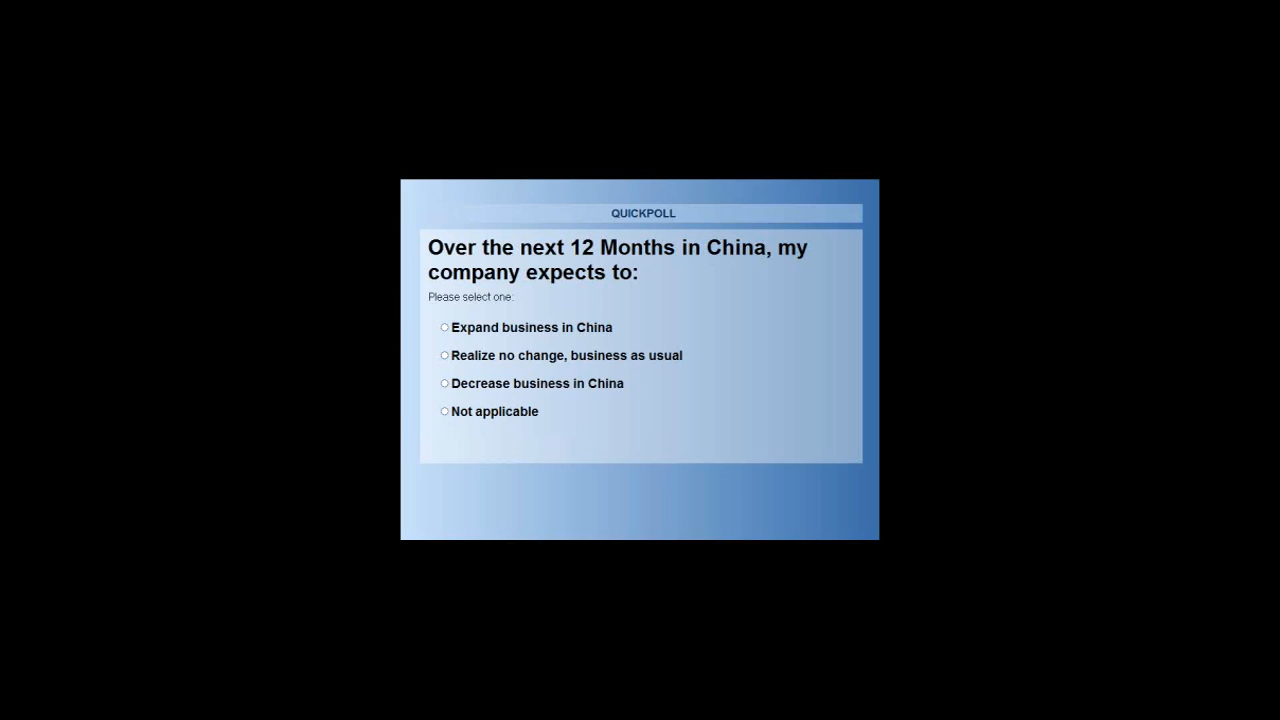 QUICKPOLL
Over the next 12 Months in China, my
company expects to:
Please select one:
Expand business in China
Realize no change, business as usual
Decrease business in China
Not applicable